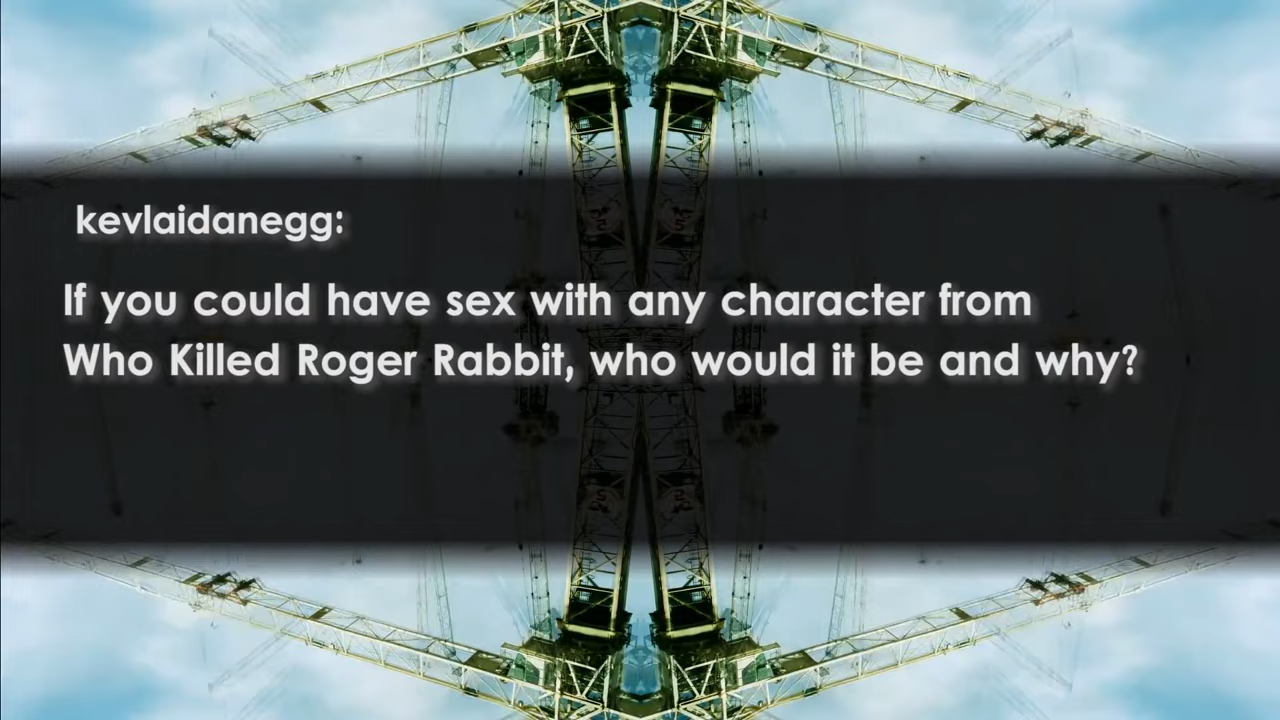 kevlaidanegg:
If you could have sex with any character from
Who Killed Roger Rabbit, who would it be and why?